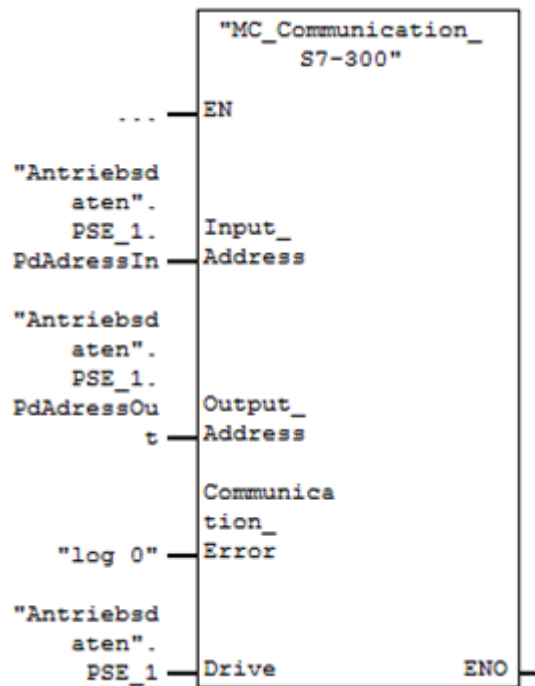 "MC_Communication_
S7-300"
... EN
"Antriebsd
aten".
PSE_1. Input_
PdAdressIn Address
"Antriebsd
aten".
PSE_1.
PdAdressOu Output_
t Address
Communica
tion_
"log 0" Error
"Antriebsd
aten".
PSE_1 Drive ENO